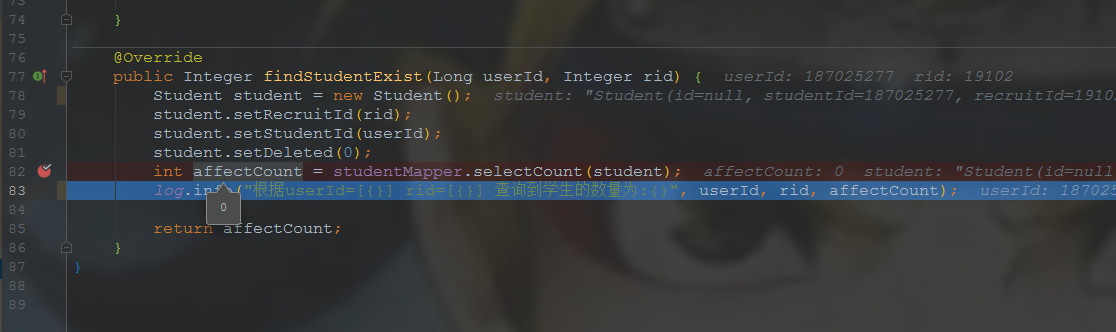 74 }
75
76 @Override
77 public Integer findStudentExist(Long userId, Integer rid) { userId: 187025277 rid: 19102
78 Student student = new Student(); student: "Student(id=null, studentId=187025277, recruitId=1910
79 student.setRecruitId(rid);
80 student.setStudentId(userId);
81 student.setDeleted(0);
82 int affectCount = studentMapper.selectCount(student); affectCount: 0 student: "Student(id=null
83 log.info("根据userId=[{}] rid=[{}] 查询到学生的数量为:{}", userId, rid, affectCount); userId: 18702
0
84
85 return affectCount;
86 }
87 }
88
89